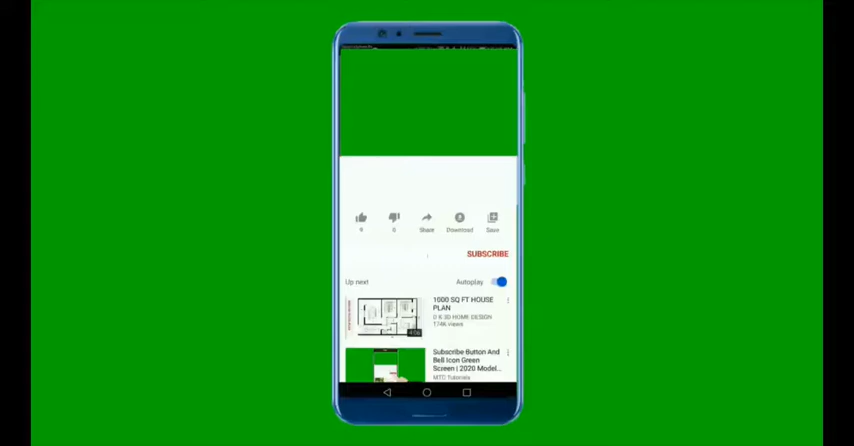 9
0
Share
Download
Save
SUBSCRIBE
Up next
Autoplay
1000 SQ FT HOUSE
PLAN
D K 3D HOME DESIGN
174K views
Subscribe Button And
Bell Icon Green
Screen | 2020 Model...
MTC Tutorials